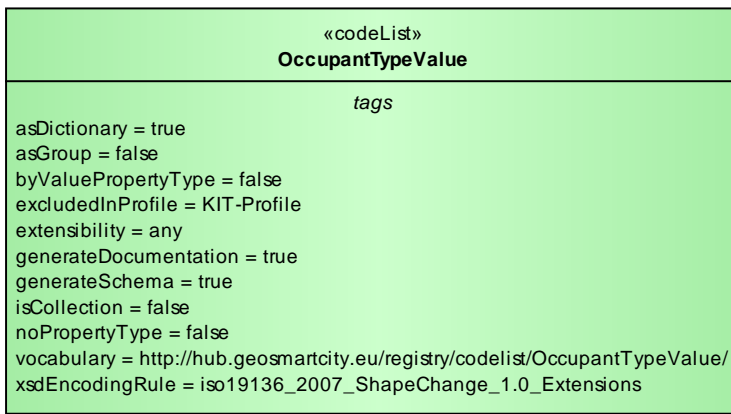 «codeList»
OccupantTypeValue
tags
asDictionary = true
asGroup = false
byValuePropertyType = false
excludedInProfile = KIT-Profile
extensibility = any
generateDocumentation = true
generateSchema = true
isCollection = false
noPropertyType = false
vocabulary = http://hub.geosmartcity.eu/registry/codelist/OccupantTypeValue/
xsdEncodingRule = iso19136_2007_ShapeChange_1.0_Extensions